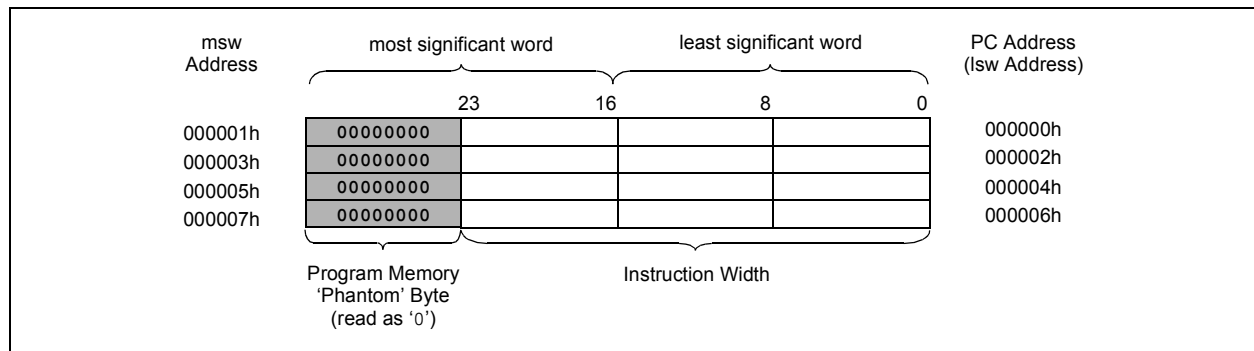 msw
Address
most significant word
least significant word
PC Address
(lsw Address)
23 16 8 0
000001h 00000000 000000h
000003h 00000000 000002h
000005h 00000000 000004h
000007h 00000000 000006h
Program Memory
‘Phantom’ Byte
(read as ‘0’)
Instruction Width